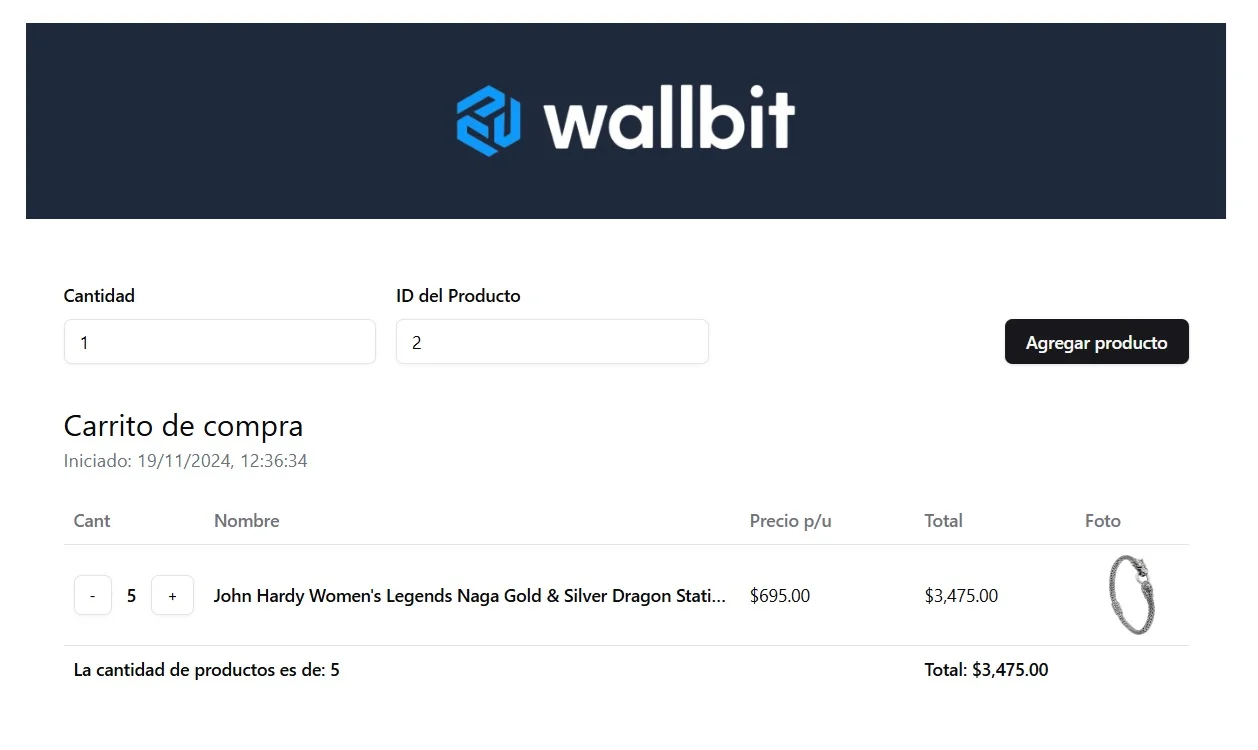 wallbit
Cantidad
ID del Producto
1
2
Agregar producto
Carrito de compra
Iniciado: 19/11/2024, 12:36:34
Cant Nombre Precio p/u Total Foto
- 5 + John Hardy Women's Legends Naga Gold & Silver Dragon Stati... $695.00 $3,475.00
La cantidad de productos es de: 5 Total: $3,475.00